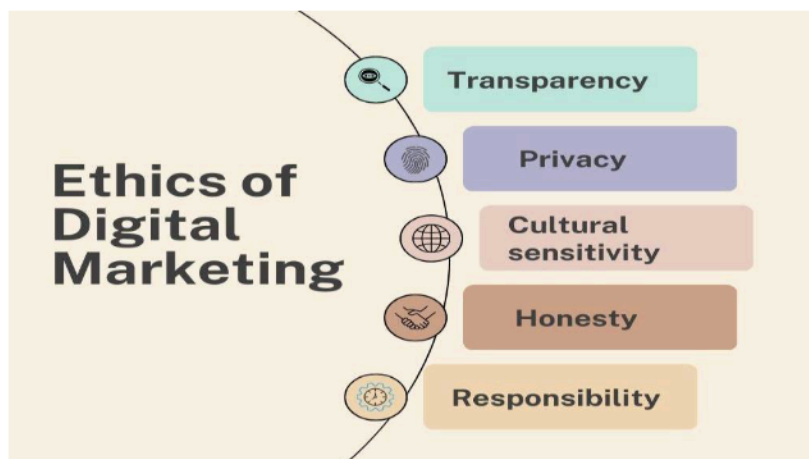 Ethics of
Digital
Marketing
Transparency
Privacy
Cultural
sensitivity
Honesty
Responsibility